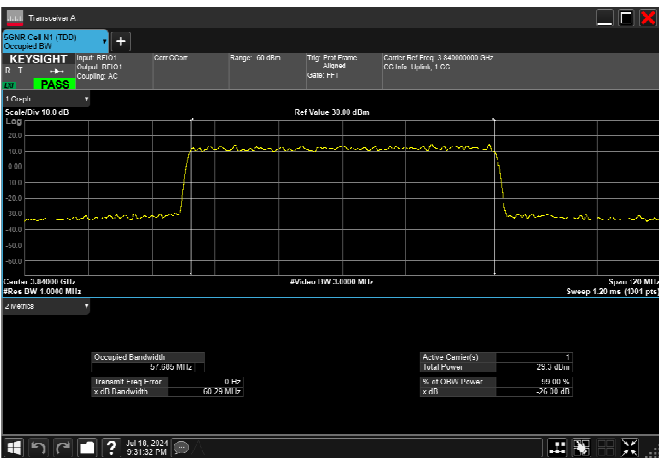 Transceiver A
5GNR Cell N1 (TDD)
Occupied BW
KEYSIGHT
R T
PASS
Input: RFIO1
Output: RFIO1
Coupling: AC
Corr CCorr
Range: 60 dBm
Trig: Prof Frame
Aligned
Gate: FFT
Carrier Ref Freq: 3.840000000 GHz
CC Info: Uplink, 1 CC
1 Graph
Scale/Div 10.0 dB
Ref Value 30.00 dBm
Log
20.0
10.0
0.00
10.0
20.0
30.0
40.0
50.0
-60.0
Center 3.84000 GHz
#Video BW 3.0000 MHz
Span 120 MHz
#Res BW 1.0000 MHz
Sweep 1.20 ms (1001 pts)
2 Metrics
Occupied Bandwidth
57.605 MHz
Transmit Freq Error 0 Hz
x dB Bandwidth 60.29 MHz
Active Carrier(s) 1
Total Power 29.3 dBm
% of OBW Power 99.00 %
x dB -26.00 dB
Jul 18, 2024
9:31:32 PM